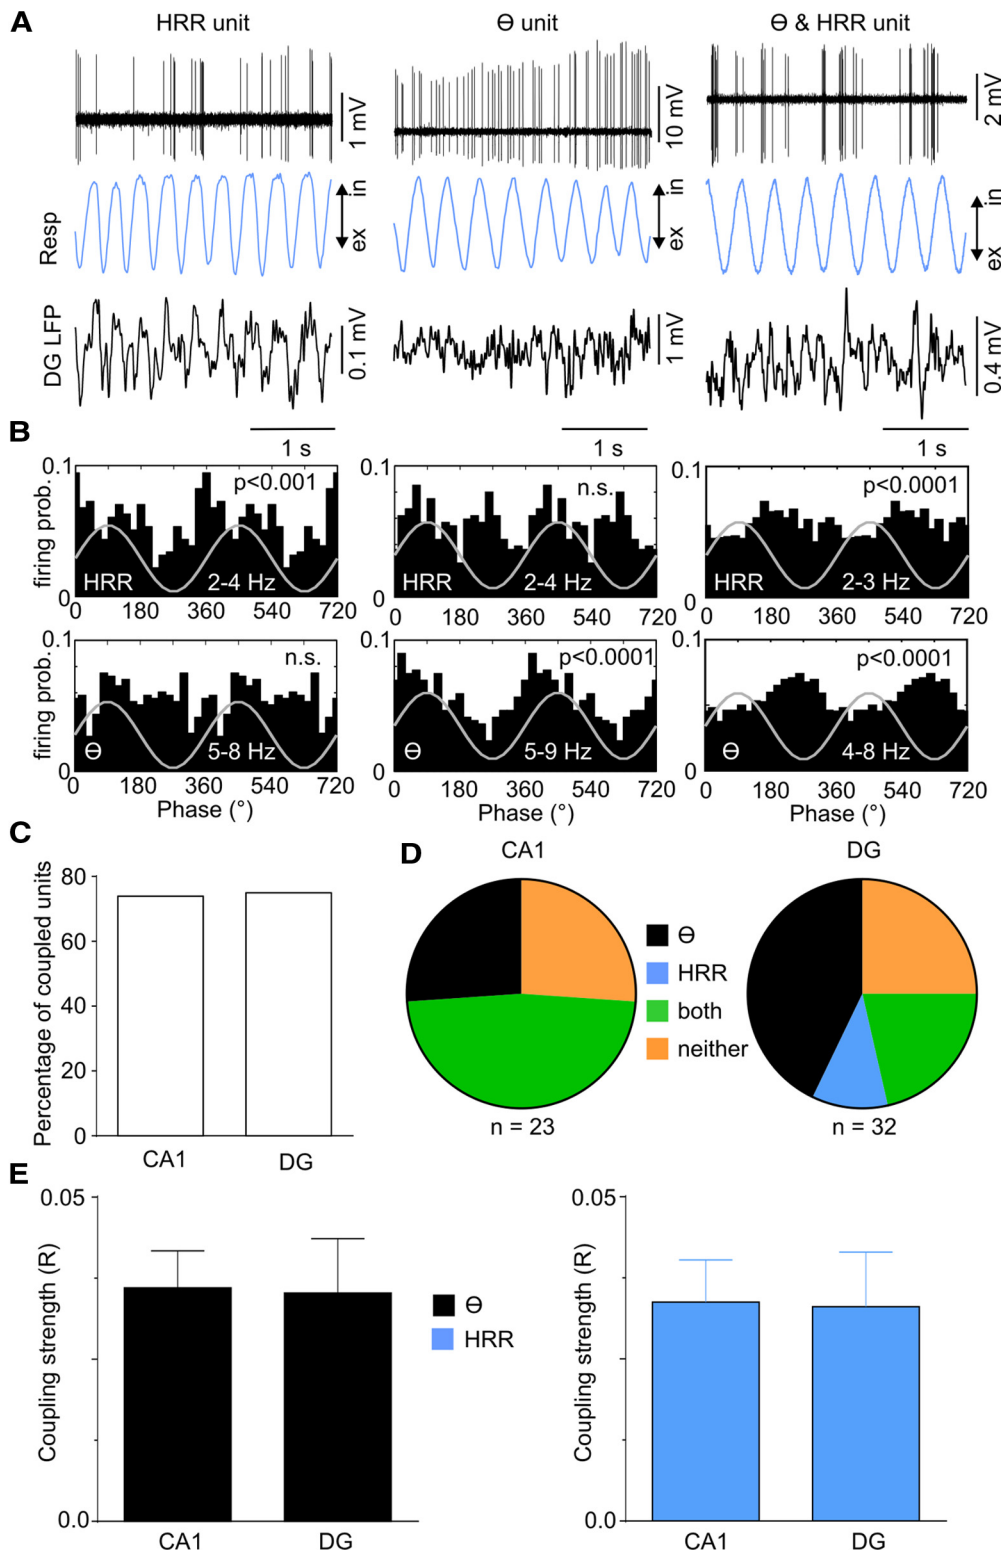 A
HRR unit
Ɵ unit
Ɵ & HRR unit
1 mV
10 mV
2 mV
Resp
in
ex
in
ex
in
ex
DG LFP
0.1 mV
1 mV
0.4 mV
1 s
1 s
1 s
B
firing prob.
0.1
0
p<0.001
HRR
2-4 Hz
0 180 360 540 720
0.1
0
n.s.
HRR
2-4 Hz
0 180 360 540 720
0.1
0
p<0.0001
HRR
2-3 Hz
0 180 360 540 720
firing prob.
0.1
0
n.s.
Ɵ
5-8 Hz
0 180 360 540 720
Phase (°)
0.1
0
p<0.0001
Ɵ
5-9 Hz
0 180 360 540 720
Phase (°)
0.1
0
p<0.0001
Ɵ
4-8 Hz
0 180 360 540 720
Phase (°)
C
Percentage of coupled units
80
60
40
20
0
CA1
DG
D
CA1
DG
Ɵ
HRR
both
neither
n = 23
n = 32
E
Coupling strength (R)
0.05
0.0
CA1
DG
Ɵ
HRR
Coupling strength (R)
0.05
0.0
CA1
DG